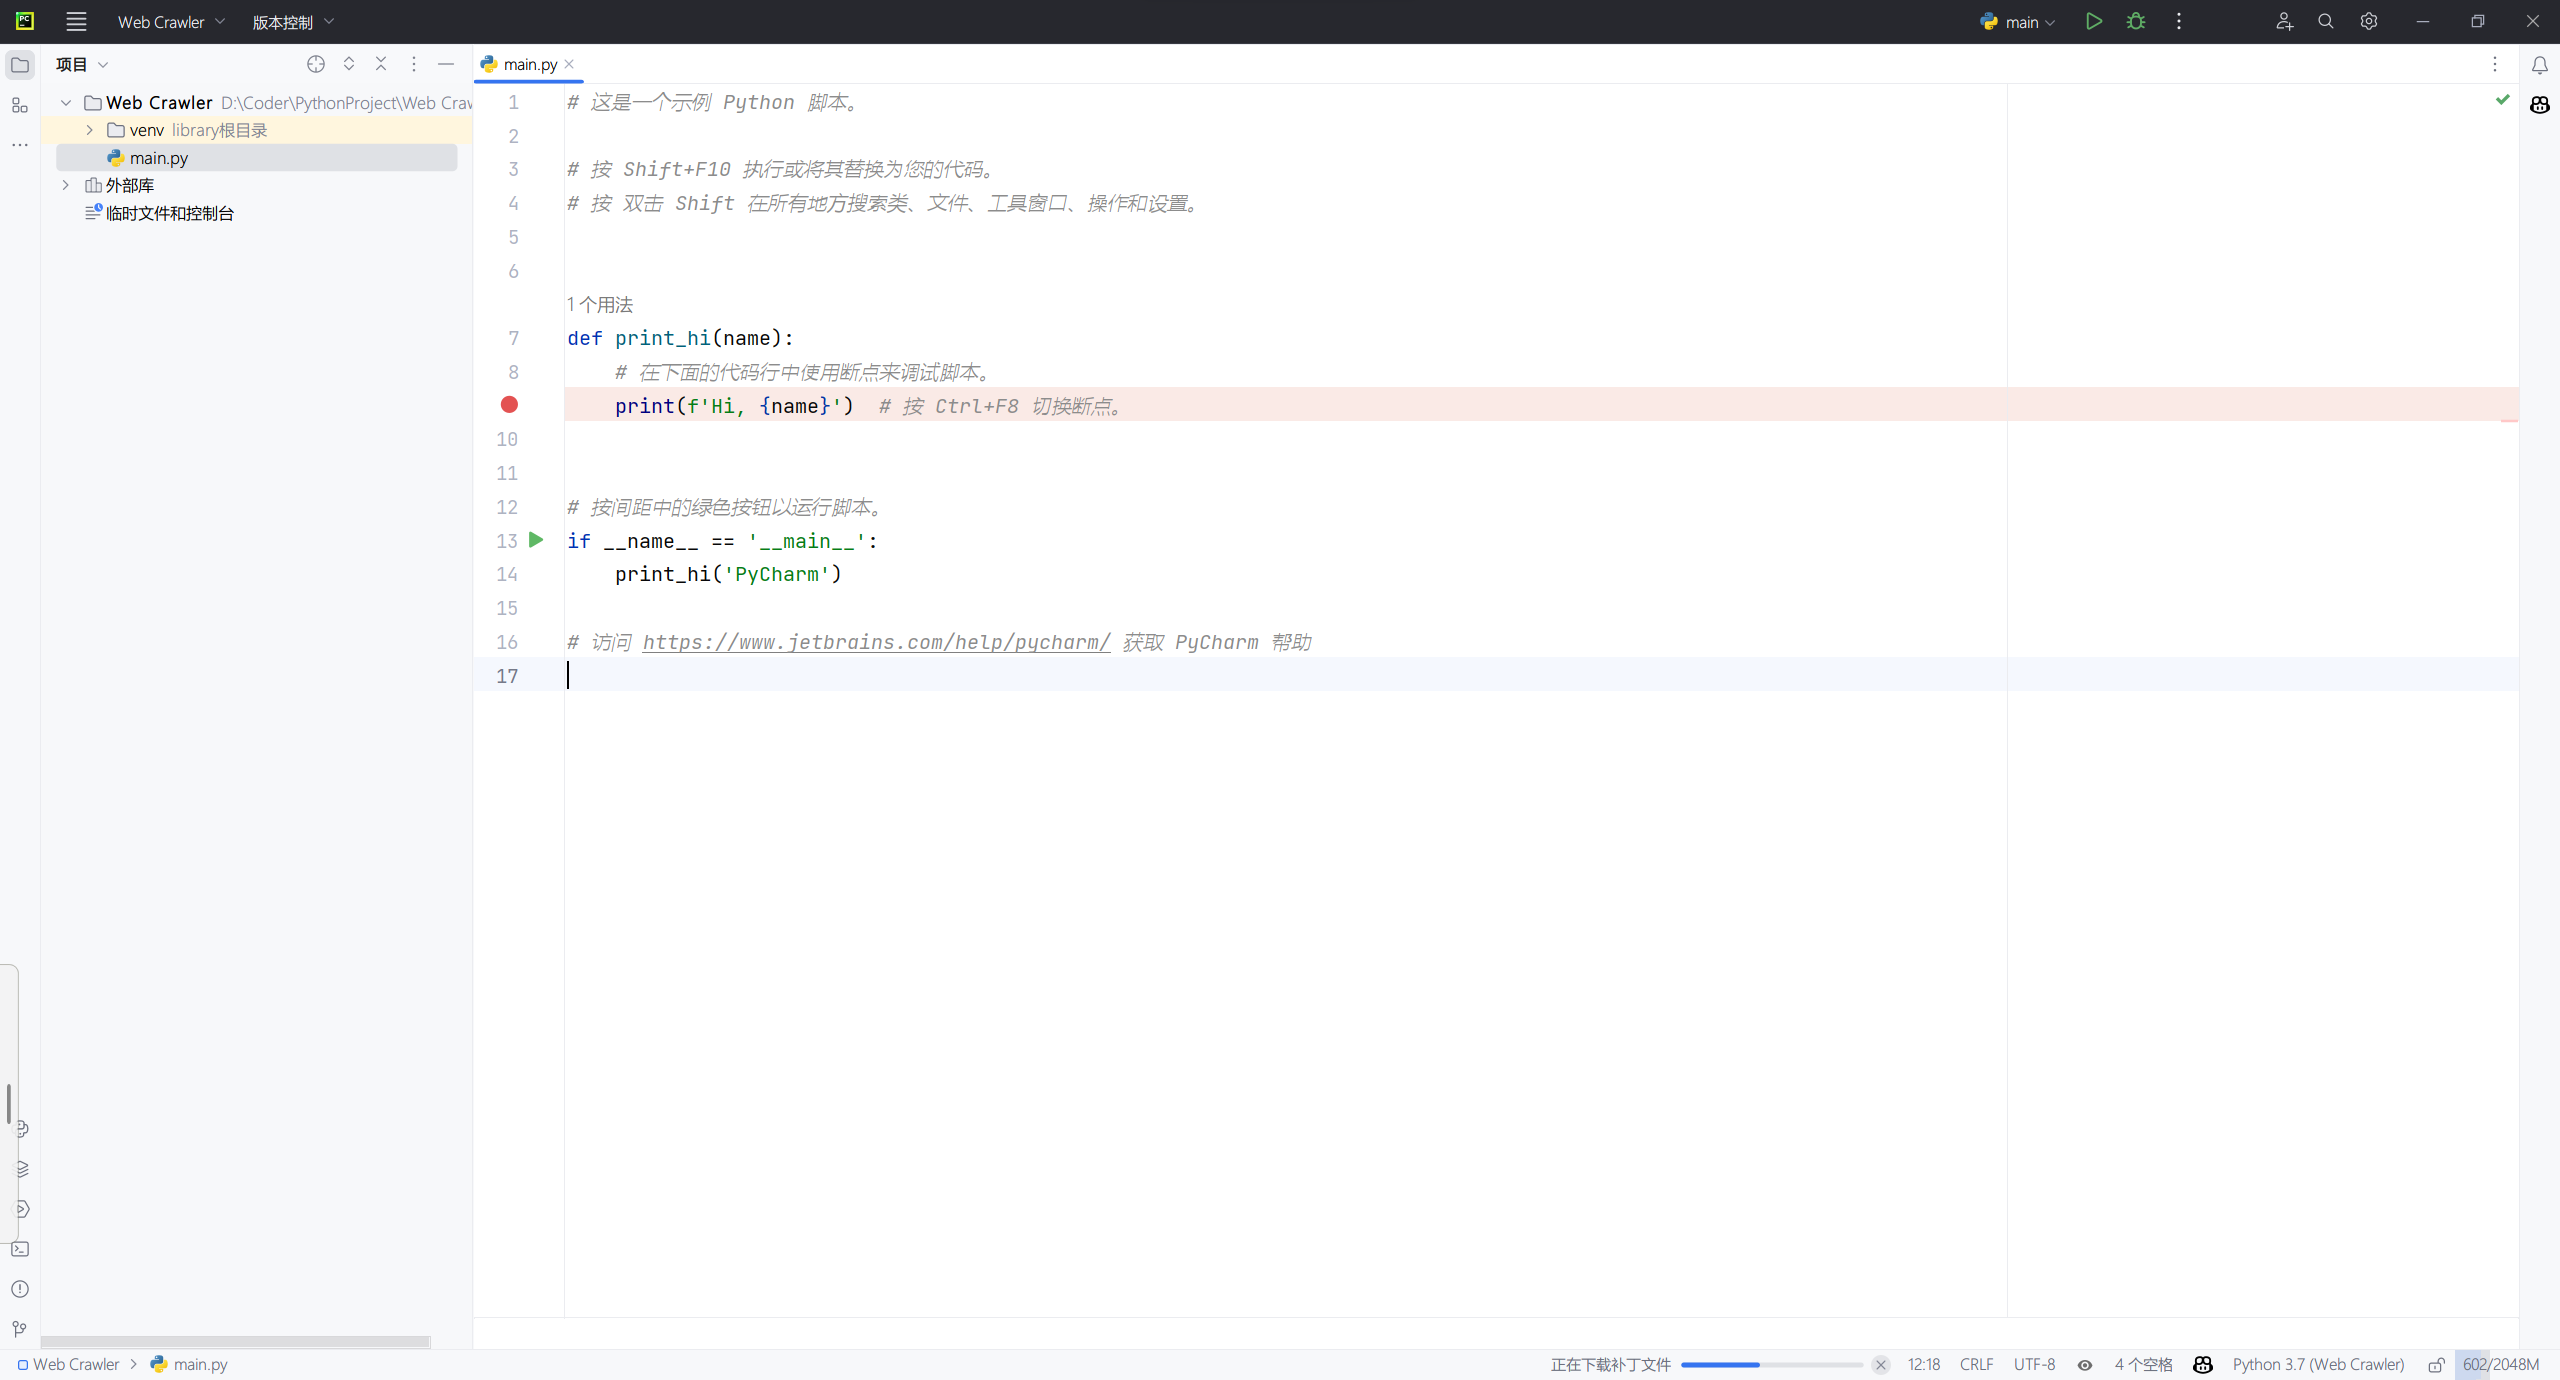 PC
Web Crawler
版本控制
main
项目
main.py
Web Crawler D:\Coder\PythonProject\Web Craw
venv library根目录
main.py
外部库
临时文件和控制台
1 # 这是一个示例 Python 脚本。
2
3 # 按 Shift+F10 执行或将其替换为您的代码。
4 # 按 双击 Shift 在所有地方搜索类、文件、工具窗口、操作和设置。
5
6
1 个用法
7 def print_hi(name):
8 # 在下面的代码行中使用断点来调试脚本。
print(f'Hi, {name}') # 按 Ctrl+F8 切换断点。
10
11
12 # 按间距中的绿色按钮以运行脚本。
13 if __name__ == '__main__':
14 print_hi('PyCharm')
15
16 # 访问 https://www.jetbrains.com/help/pycharm/ 获取 PyCharm 帮助
17
Web Crawler
main.py
正在下载补丁文件
12:18
CRLF
UTF-8
4 个空格
Python 3.7 (Web Crawler)
602/2048M